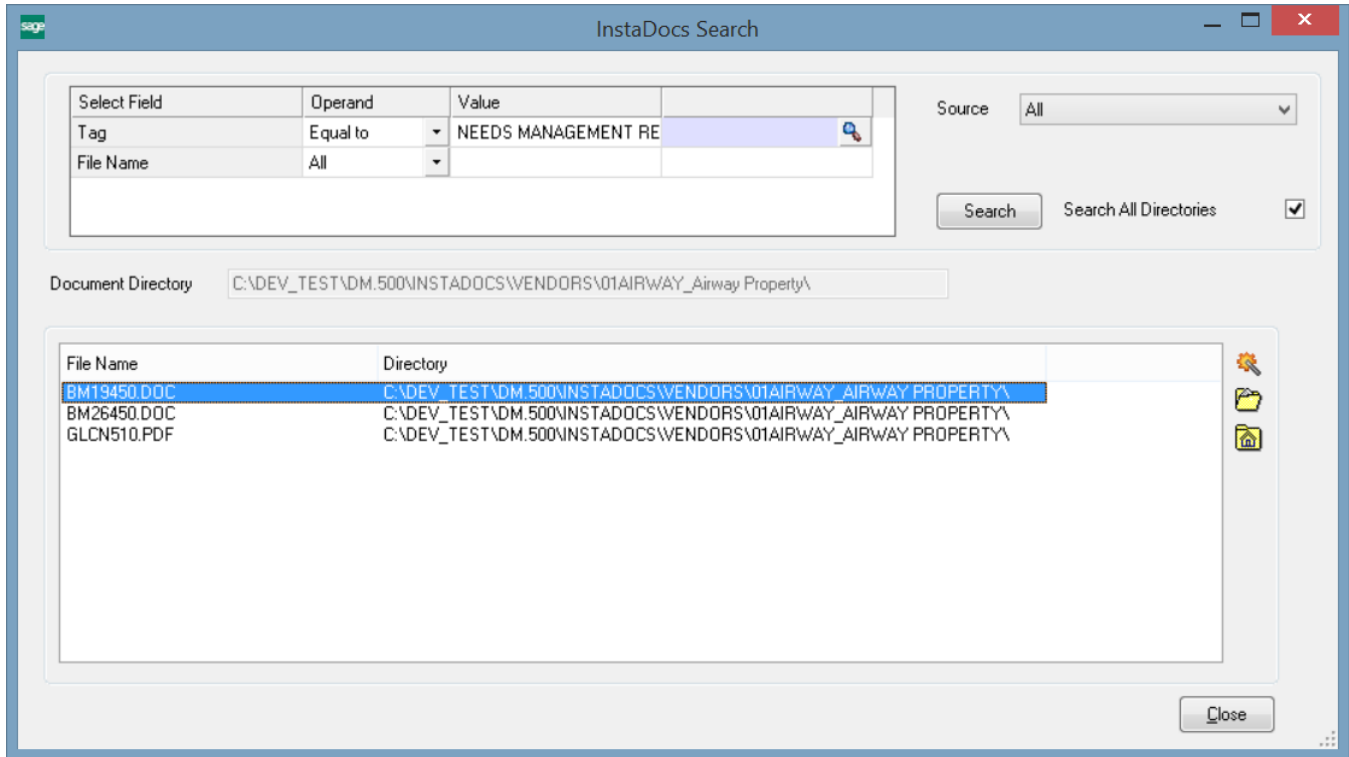 sage InstaDocs Search
Select Field Operand Value
Tag Equal to NEEDS MANAGEMENT RE
File Name All
Source All
Search Search All Directories
Document Directory C:\DEV_TEST\DM.500\INSTADOCS\VENDORS\01AIRWAY_Airway Property\
File Name Directory
BM19450.DOC C:\DEV_TEST\DM.500\INSTADOCS\VENDORS\01AIRWAY_AIRWAY PROPERTY\
BM26450.DOC C:\DEV_TEST\DM.500\INSTADOCS\VENDORS\01AIRWAY_AIRWAY PROPERTY\
GLCN510.PDF C:\DEV_TEST\DM.500\INSTADOCS\VENDORS\01AIRWAY_AIRWAY PROPERTY\
Close